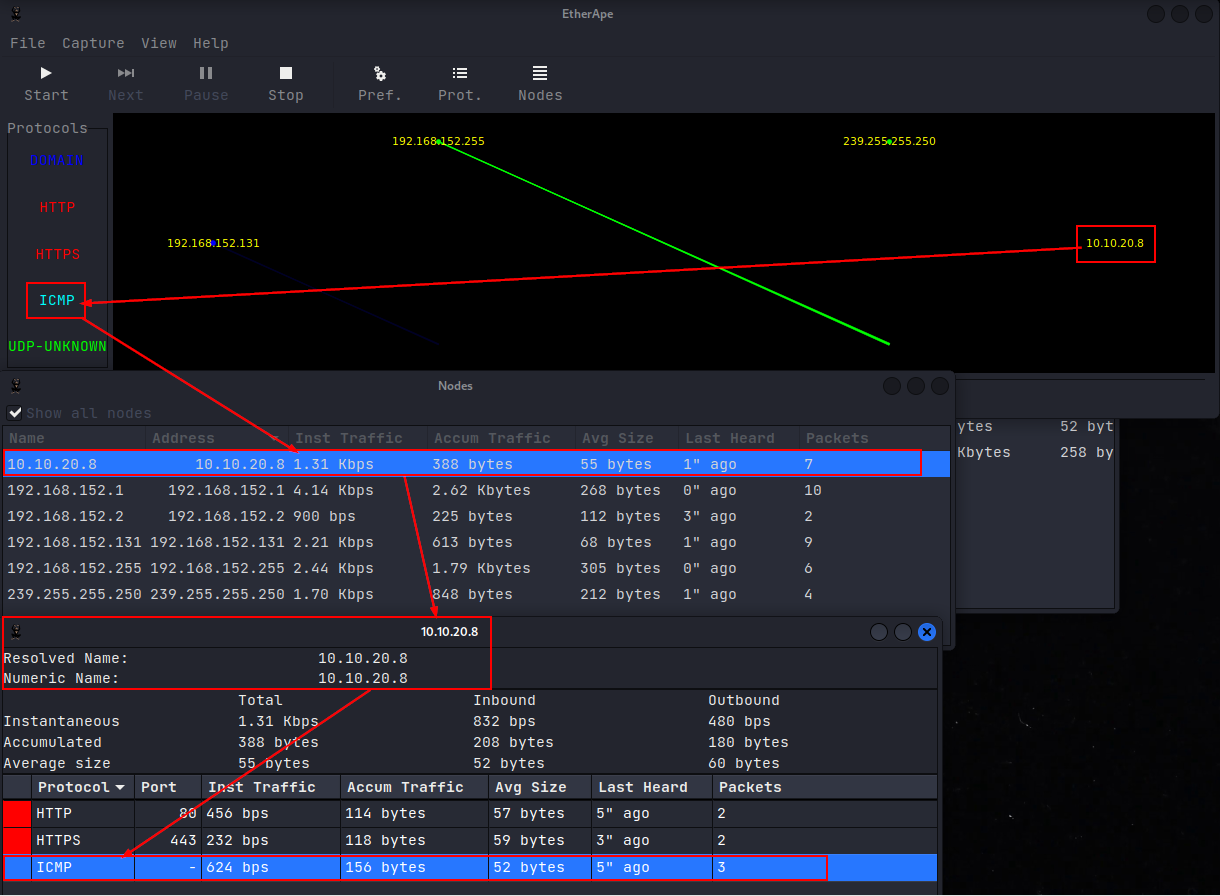 EtherApe
File Capture View Help
Start Next Pause Stop Pref. Prot. Nodes
Protocols
DOMAIN
HTTP
HTTPS
ICMP
UDP-UNKNOWN
192.168.152.255
239.255.255.250
192.168.152.131
10.10.20.8
Nodes
Show all nodes
Name Address Inst Traffic Accum Traffic Avg Size Last Heard Packets
10.10.20.8 10.10.20.8 1.31 Kbps 388 bytes 55 bytes 1" ago 7
192.168.152.1 192.168.152.1 4.14 Kbps 2.62 Kbytes 268 bytes 0" ago 10
192.168.152.2 192.168.152.2 900 bps 225 bytes 112 bytes 3" ago 2
192.168.152.131 192.168.152.131 2.21 Kbps 613 bytes 68 bytes 1" ago 9
192.168.152.255 192.168.152.255 2.44 Kbps 1.79 Kbytes 305 bytes 0" ago 6
239.255.255.250 239.255.255.250 1.70 Kbps 848 bytes 212 bytes 1" ago 4
ytes 52 byt
Kbytes 258 by
10.10.20.8
Resolved Name: 10.10.20.8
Numeric Name: 10.10.20.8
Total Inbound Outbound
Instantaneous 1.31 Kbps 832 bps 480 bps
Accumulated 388 bytes 208 bytes 180 bytes
Average size 55 bytes 52 bytes 60 bytes
Protocol Port Inst Traffic Accum Traffic Avg Size Last Heard Packets
HTTP 80 456 bps 114 bytes 57 bytes 5" ago 2
HTTPS 443 232 bps 118 bytes 59 bytes 3" ago 2
ICMP - 624 bps 156 bytes 52 bytes 5" ago 3